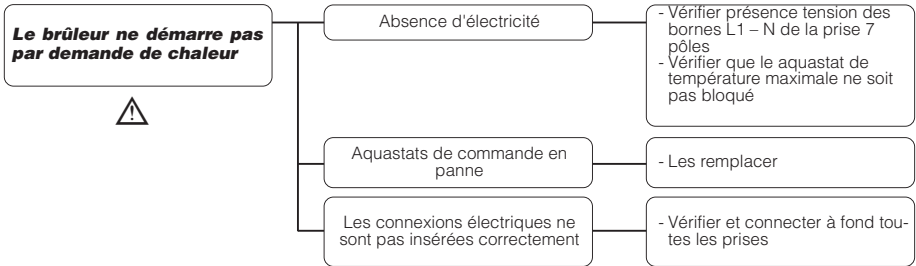 Le brûleur ne démarre pas
par demande de chaleur
Absence d'électricité
- Vérifier présence tension des
bornes L1 – N de la prise 7
pôles
- Vérifier que le aquastat de
température maximale ne soit
pas bloqué
Aquastats de commande en
panne
- Les remplacer
Les connexions électriques ne
sont pas insérées correctement
- Vérifier et connecter à fond tou-
tes les prises